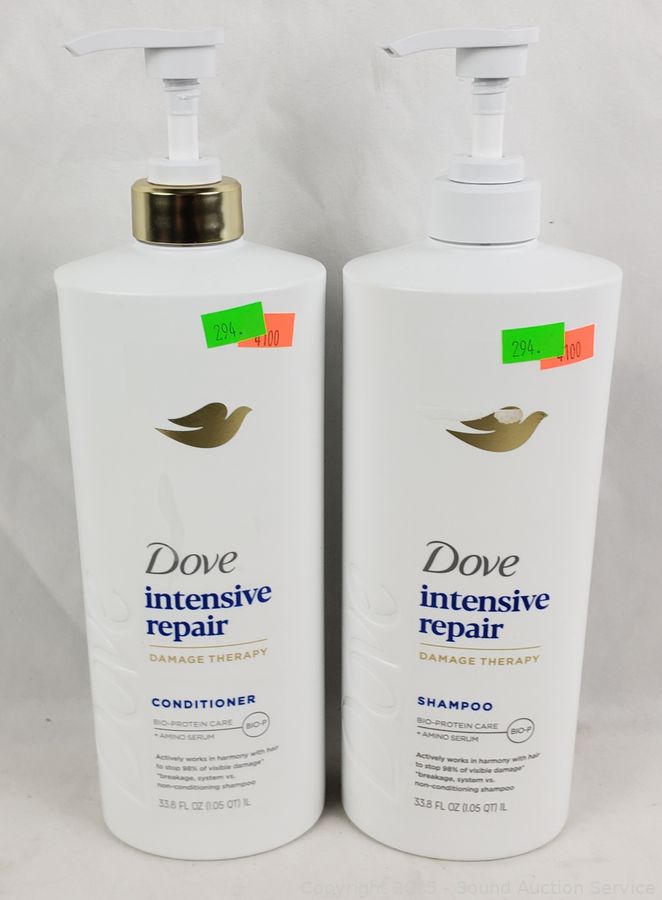 294.
4100
Dove
intensive
repair
DAMAGE THERAPY
CONDITIONER
BIO-PROTEIN CARE
+ AMINO SERUM
BIO-P
Actively works in harmony with hair
to stop 98% of visible damage*
*breakage, system vs.
non-conditioning shampoo
33.8 FL OZ (1.05 QT) 1L
294.
4100
Dove
intensive
repair
DAMAGE THERAPY
SHAMPOO
BIO-PROTEIN CARE
+ AMINO SERUM
BIO-P
Actively works in harmony with hair
to stop 98% of visible damage*
*breakage, system vs.
non-conditioning shampoo
33.8 FL OZ (1.05 QT) 1L
Copyright 2025 - Sound Auction Service